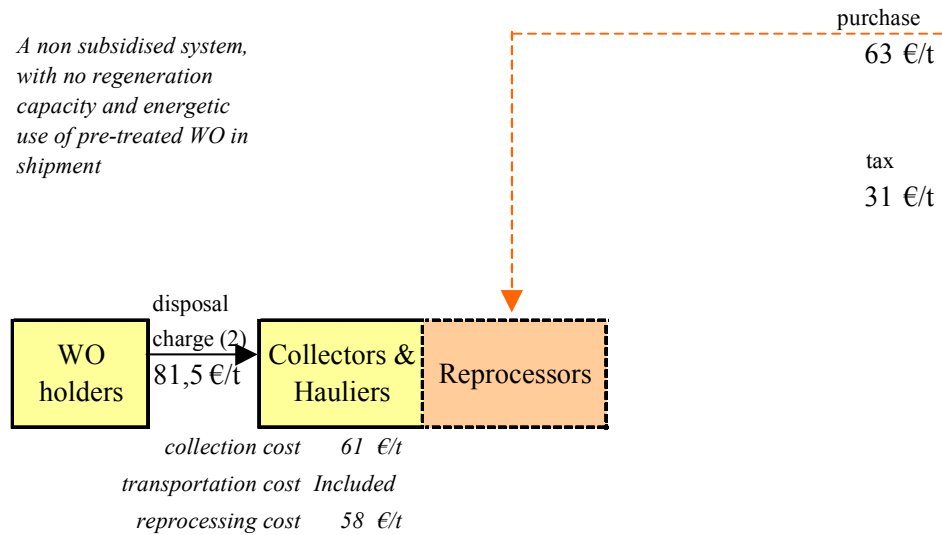 A non subsidised system,
with no regeneration
capacity and energetic
use of pre-treated WO in
shipment
purchase
63 €/t
tax
31 €/t
disposal
charge (2)
81,5 €/t
WO
holders
Collectors &
Hauliers
Reprocessors
collection cost 61 €/t
transportation cost Included
reprocessing cost 58 €/t